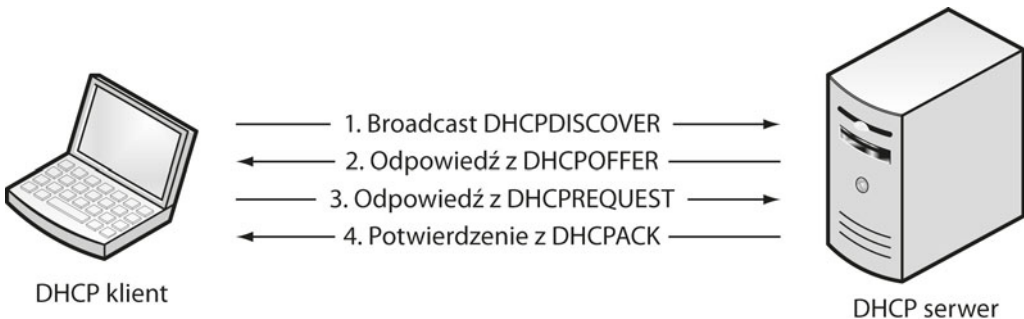 1. Broadcast DHCPDISCOVER
2. Odpowiedź z DHCPOFFER
3. Odpowiedź z DHCPREQUEST
4. Potwierdzenie z DHCPACK
DHCP klient
DHCP serwer